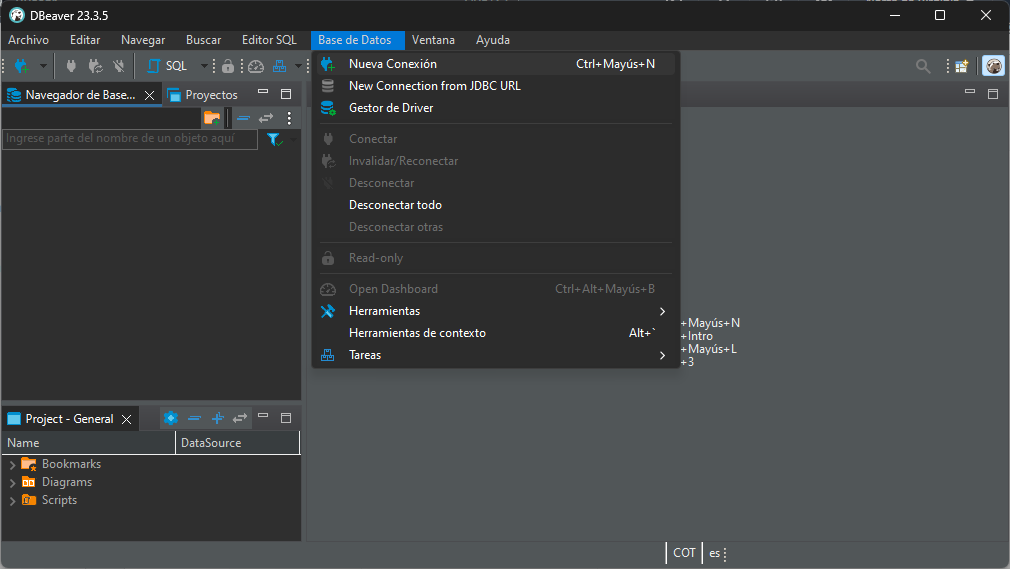 DBeaver 23.3.5
Archivo Editar Navegar Buscar Editor SQL Base de Datos Ventana Ayuda
SQL
Navegador de Base... Proyectos
Ingrese parte del nombre de un objeto aquí
Nueva Conexión Ctrl+Mayús+N
New Connection from JDBC URL
Gestor de Driver
Conectar
Invalidar/Reconectar
Desconectar
Desconectar todo
Desconectar otras
Read-only
Open Dashboard Ctrl+Alt+Mayús+B
Herramientas
Herramientas de contexto Alt+`
Tareas
+Mayús+N
+Intro
+Mayús+L
+3
Project - General
Name DataSource
Bookmarks
Diagrams
Scripts
COT es